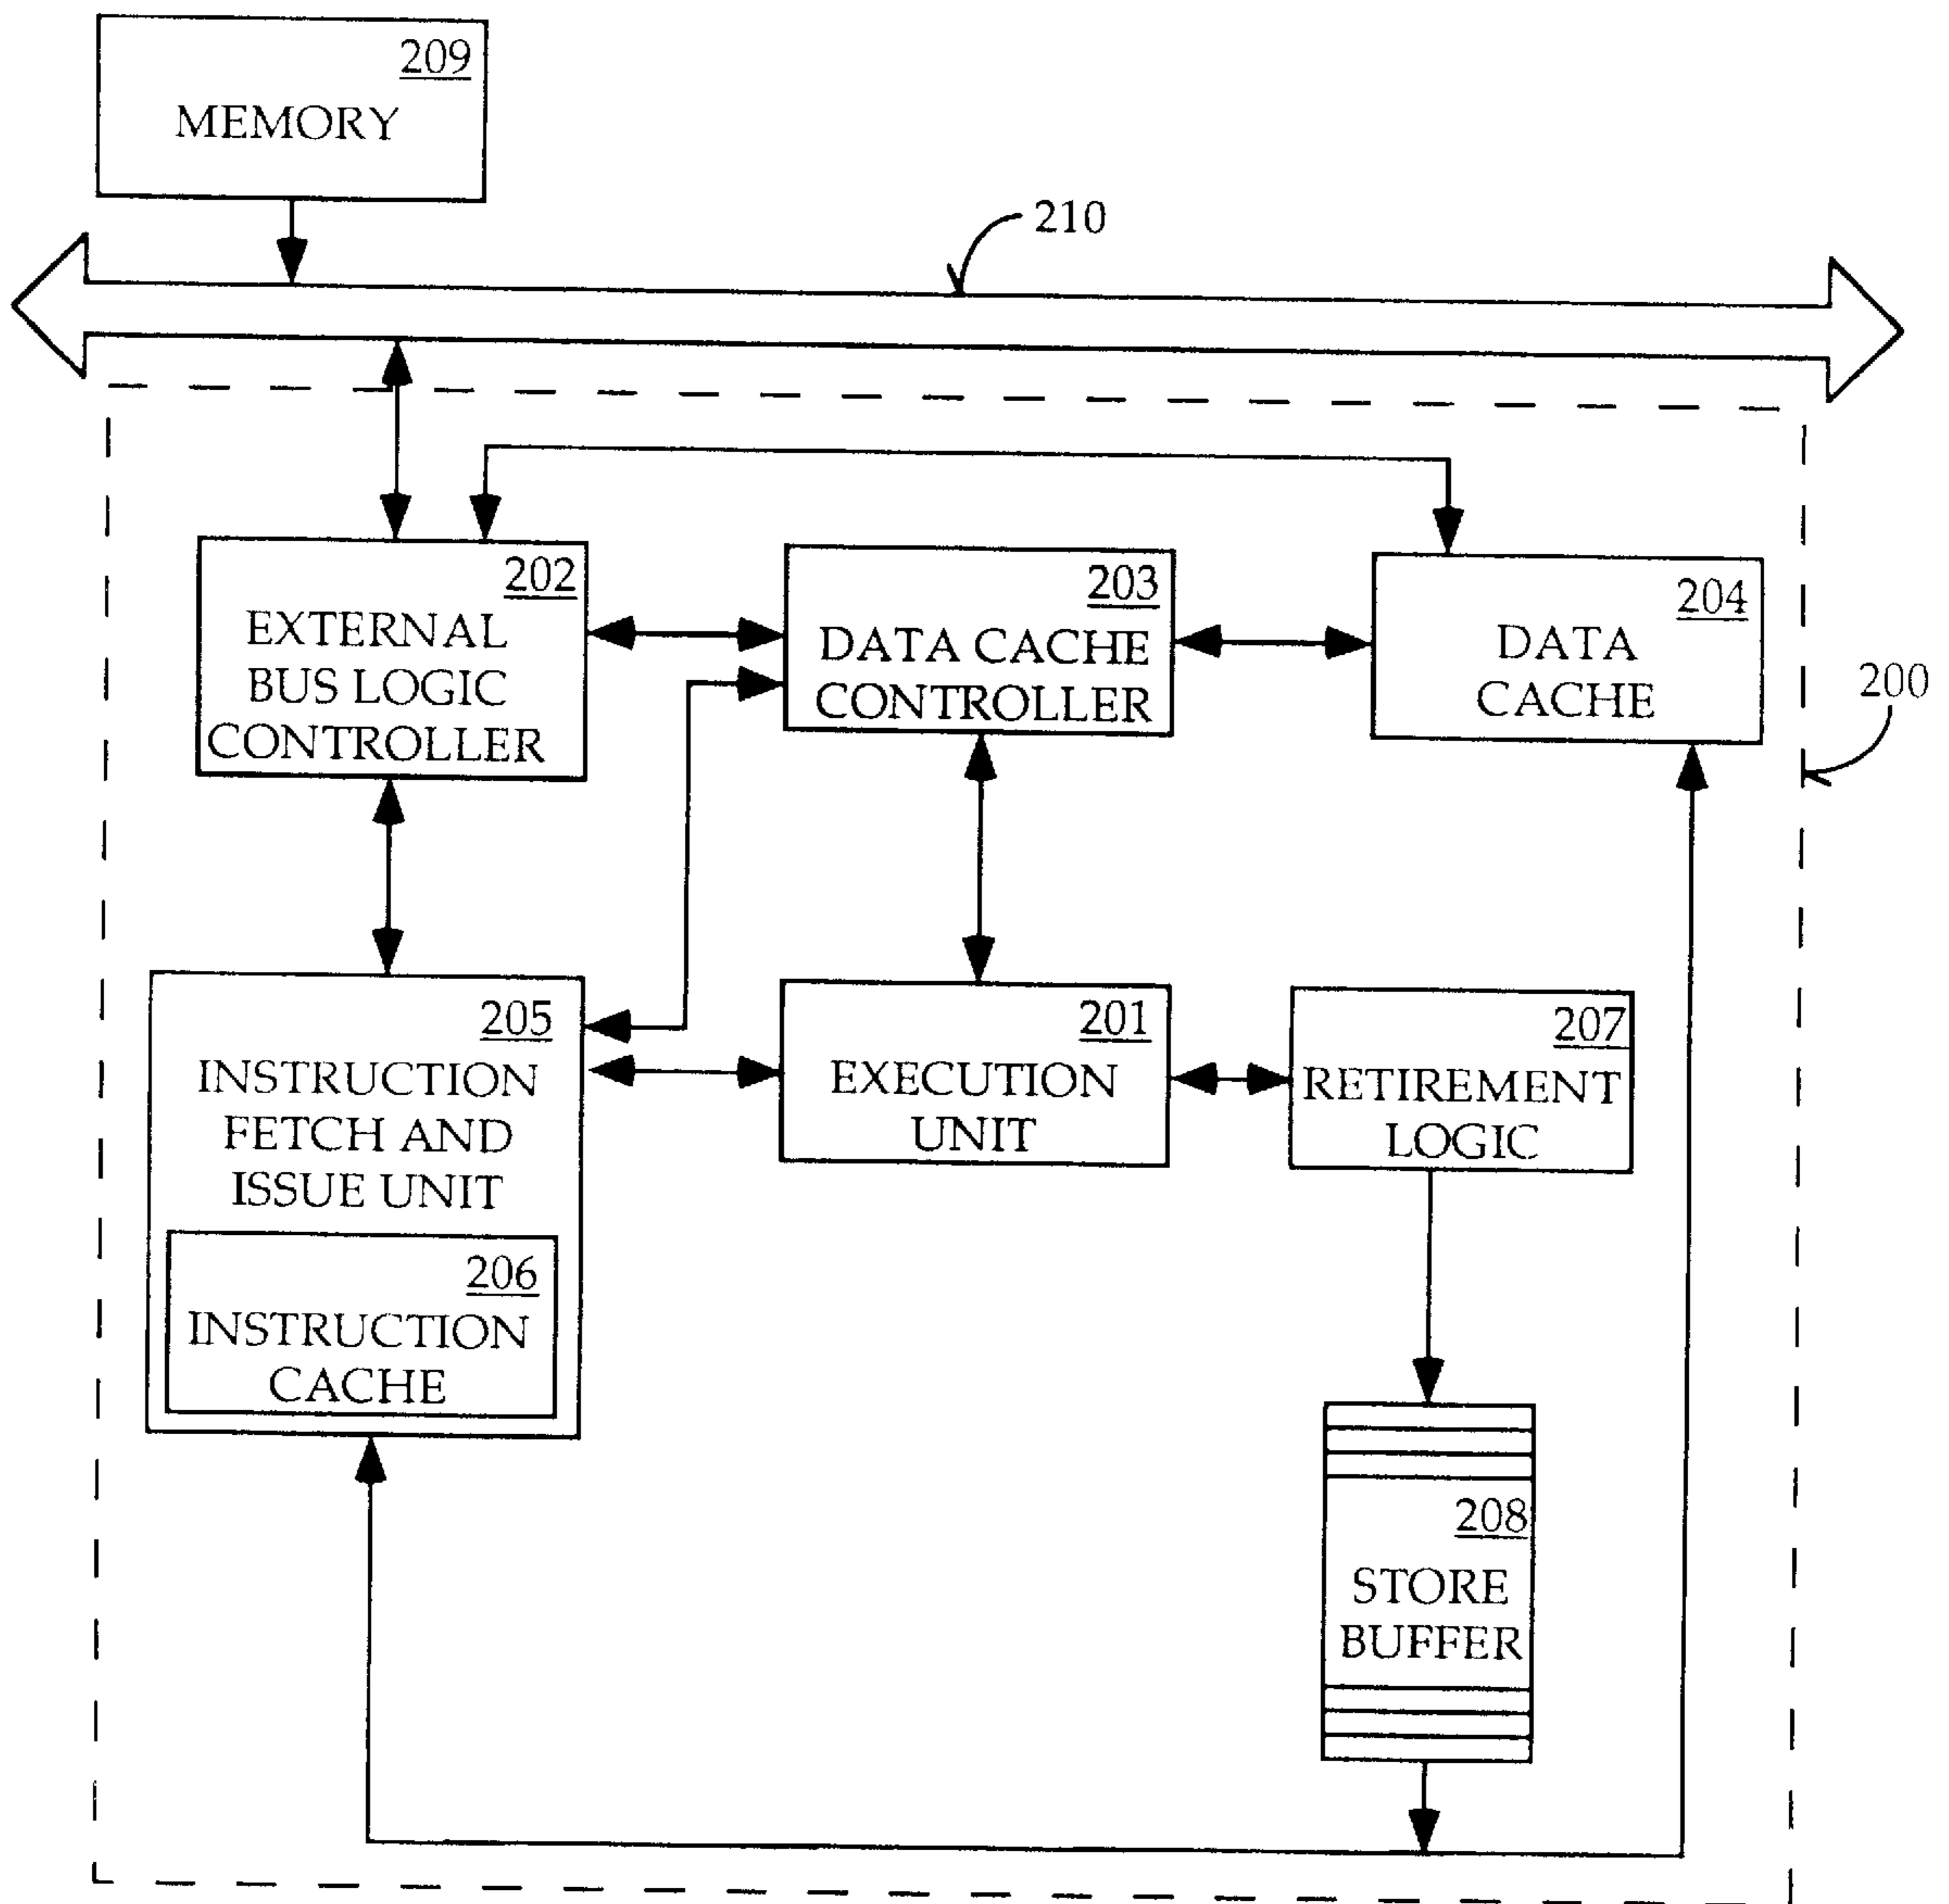 209
MEMORY
210
202
EXTERNAL
BUS LOGIC
CONTROLLER
203
DATA CACHE
CONTROLLER
204
DATA
CACHE
200
205
INSTRUCTION
FETCH AND
ISSUE UNIT
206
INSTRUCTION
CACHE
201
EXECUTION
UNIT
207
RETIREMENT
LOGIC
208
STORE
BUFFER